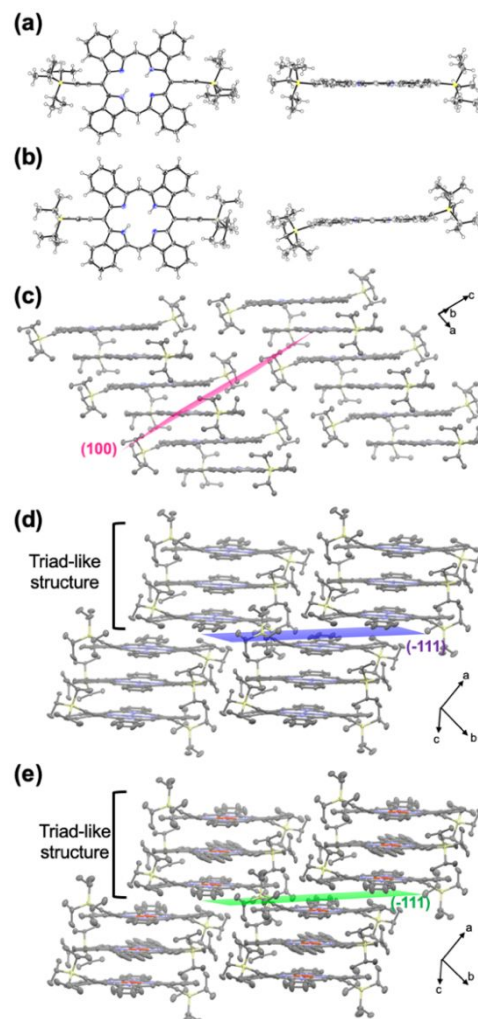 (a)
(b)
(c)
c
b
a
(100)
(d)
Triad-like
structure
(-111)
a
c
b
(e)
Triad-like
structure
(-111)
a
c
b